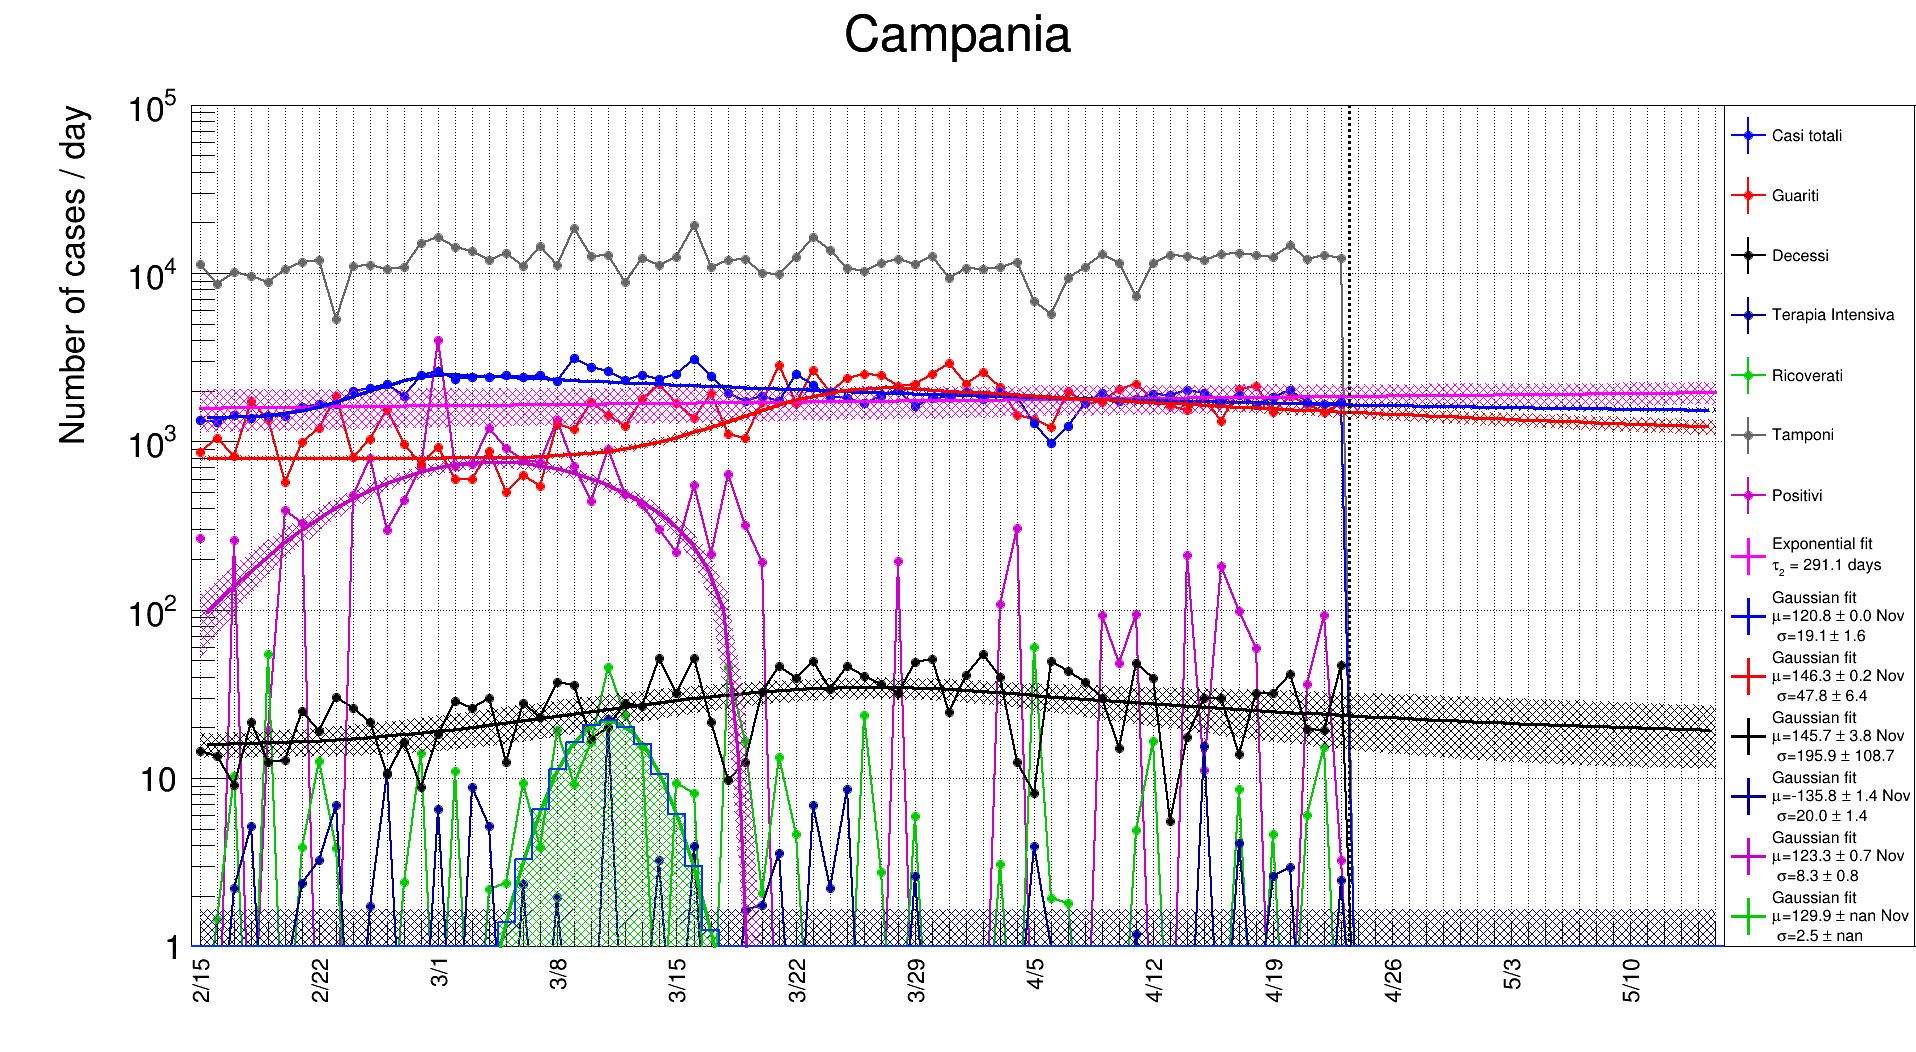 Campania
Number of cases / day
10^5
10^4
10^3
10^2
10
1
2/15
2/22
3/1
3/8
3/15
3/22
3/29
4/5
4/12
4/19
4/26
5/3
5/10
Casi totali
Guariti
Decessi
Terapia Intensiva
Ricoverati
Tamponi
Positivi
Exponential fit
τ₂ = 291.1 days
Gaussian fit
μ=120.8 ± 0.0 Nov
σ=19.1 ± 1.6
Gaussian fit
μ=146.3 ± 0.2 Nov
σ=47.8 ± 6.4
Gaussian fit
μ=145.7 ± 3.8 Nov
σ=195.9 ± 108.7
Gaussian fit
μ=-135.8 ± 1.4 Nov
σ=20.0 ± 1.4
Gaussian fit
μ=123.3 ± 0.7 Nov
σ=8.3 ± 0.8
Gaussian fit
μ=129.9 ± nan Nov
σ=2.5 ± nan